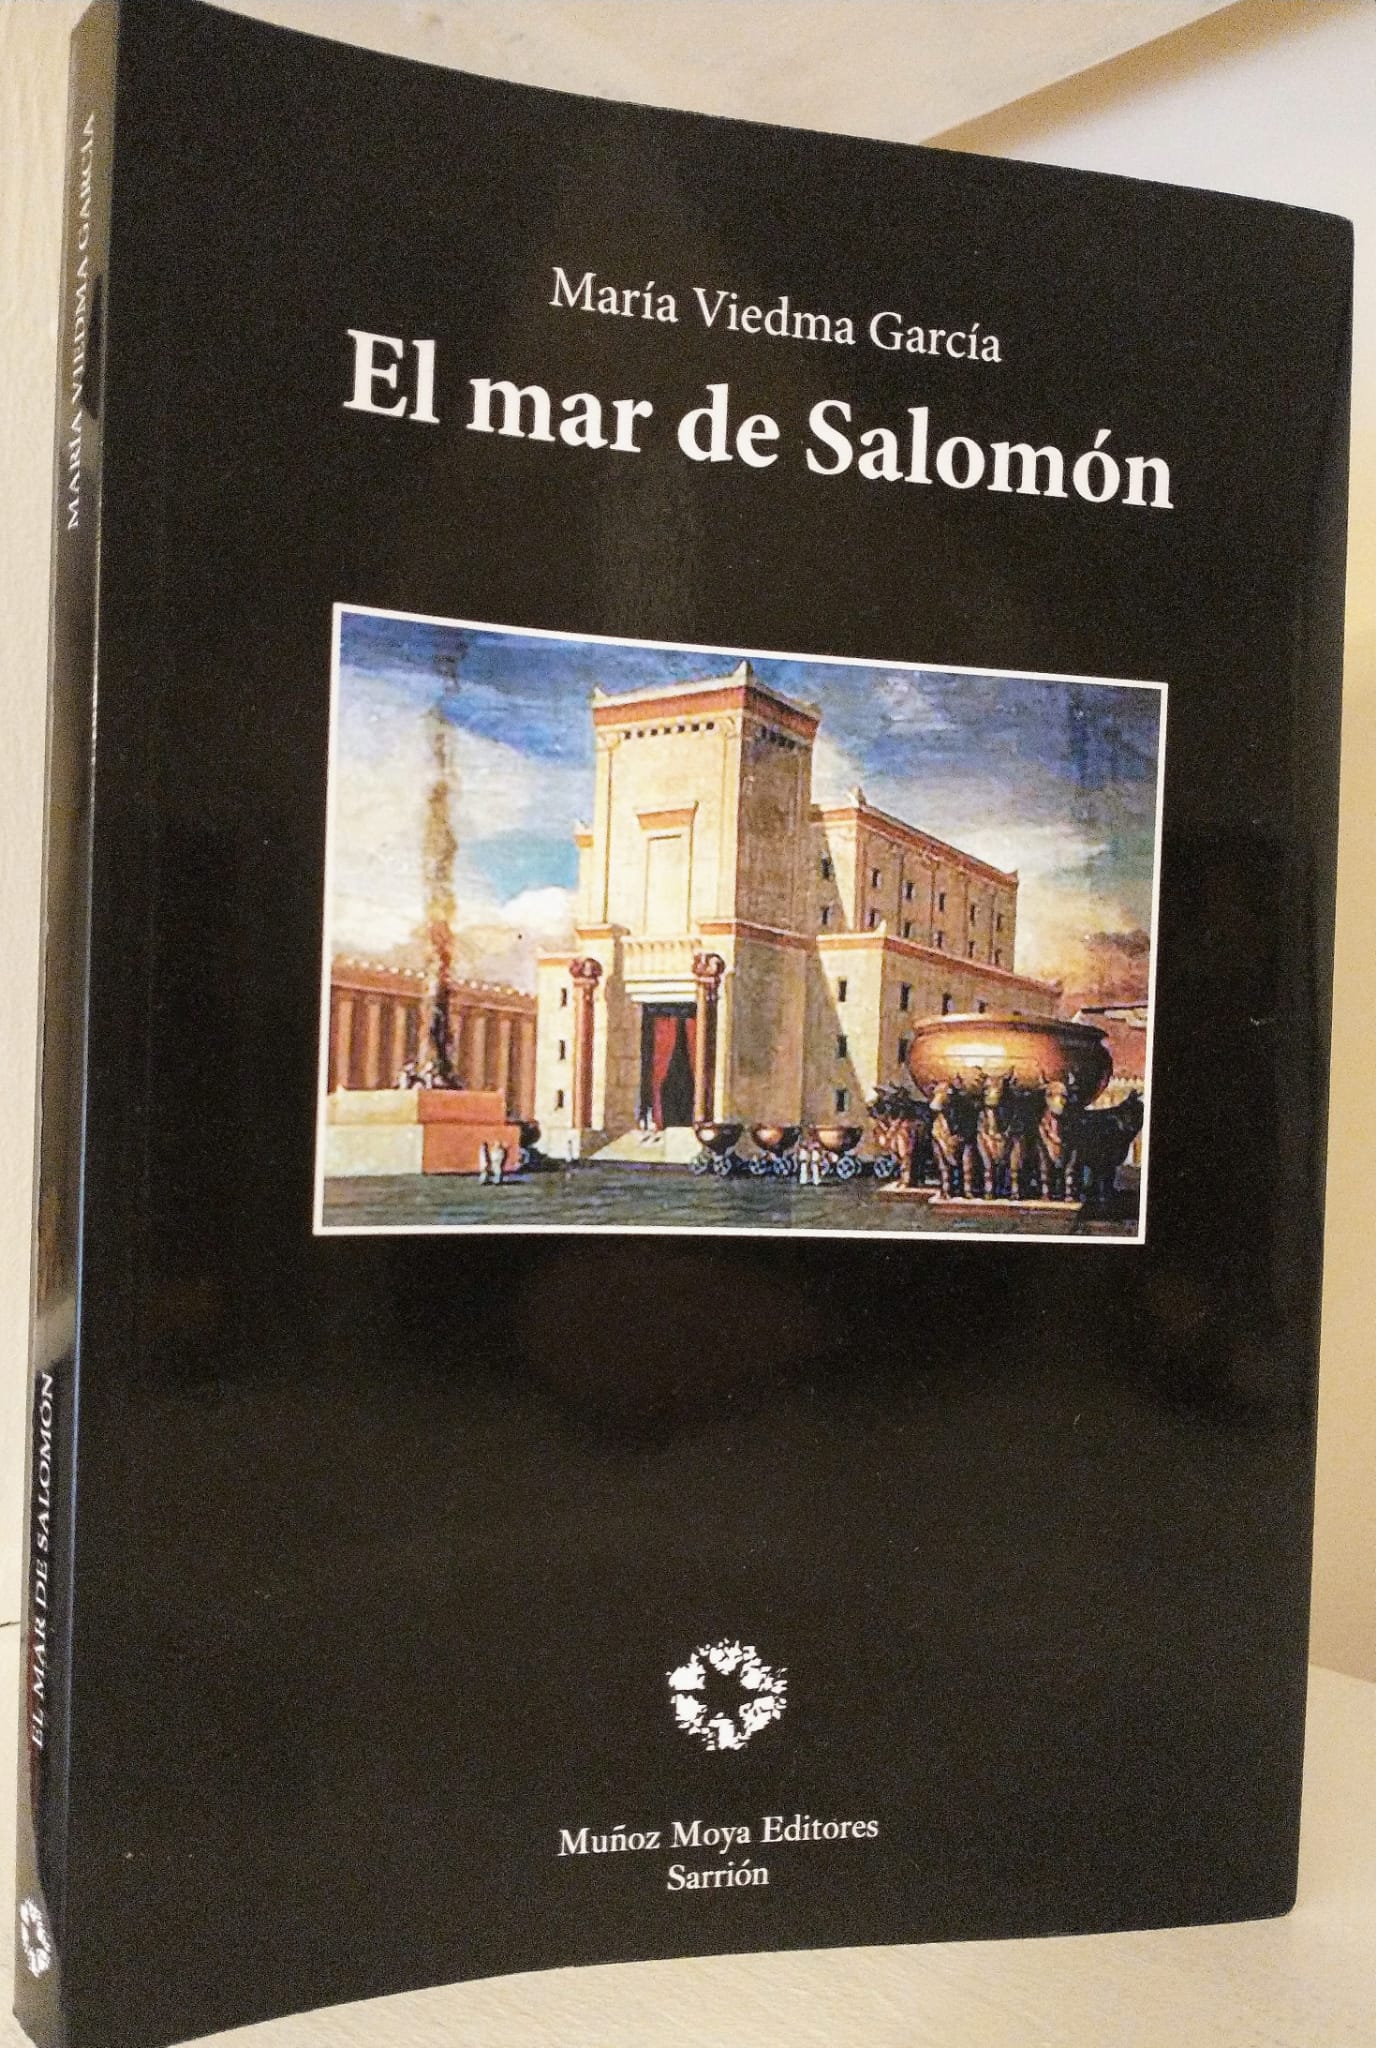 María Viedma García
El mar de Salomón
Muñoz Moya Editores
Sarrión
MARÍA VIEDMA GARCÍA
EL MAR DE SALOMÓN